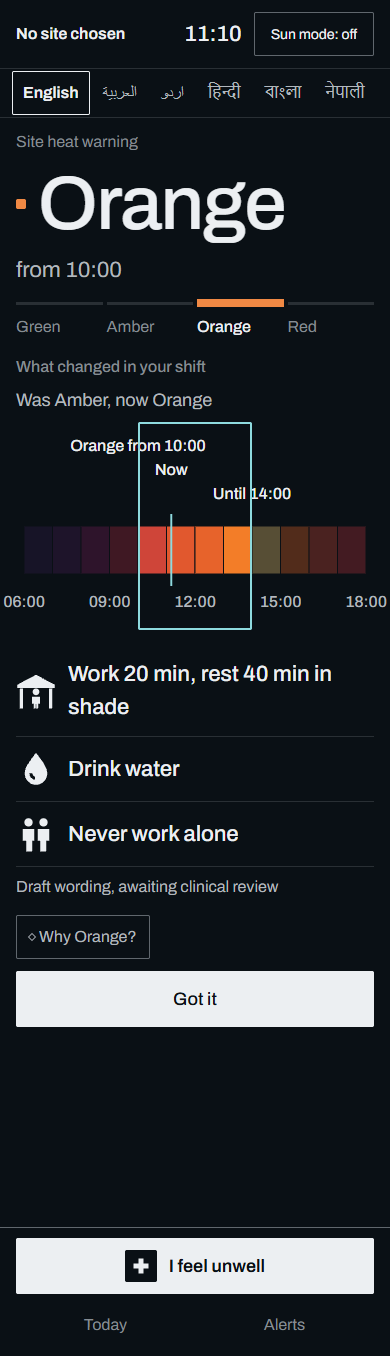 No site chosen
11:10
Sun mode: off
English
العربية
اردو
हिन्दी
বাংলা
नेपाली
Site heat warning
Orange
from 10:00
Green
Amber
Orange
Red
What changed in your shift
Was Amber, now Orange
Orange from 10:00
Now
Until 14:00
06:00
09:00
12:00
15:00
18:00
Work 20 min, rest 40 min in
shade
Drink water
Never work alone
Draft wording, awaiting clinical review
Why Orange?
Got it
I feel unwell
Today
Alerts